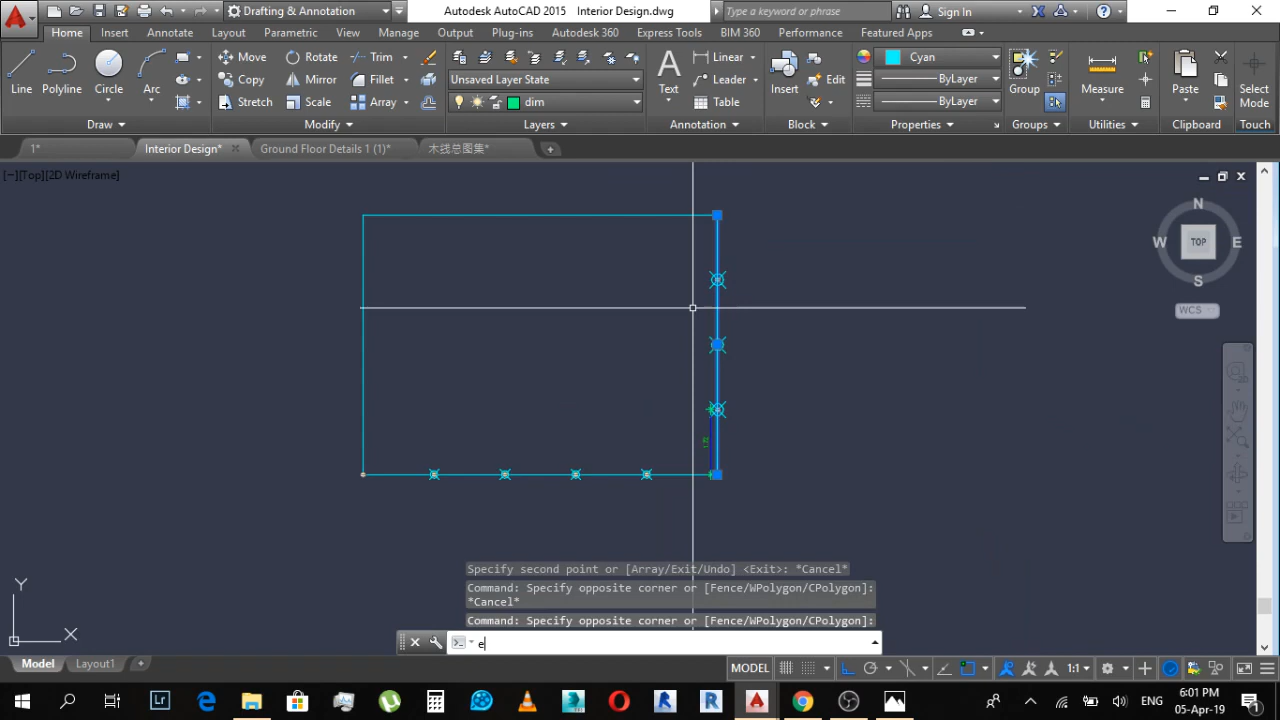 Drafting & Annotation
Autodesk AutoCAD 2015 Interior Design.dwg
Type a keyword or phrase
Sign In
Home Insert Annotate Layout Parametric View Manage Output Plug-ins Autodesk 360 Express Tools BIM 360 Performance Featured Apps
Line
Polyline
Circle
Arc
Draw
Move
Rotate
Trim
Copy
Mirror
Fillet
Stretch
Scale
Array
Modify
Unsaved Layer State
dim
Layers
Text
Linear
Leader
Table
Annotation
Insert
Edit
Block
Cyan
ByLayer
ByLayer
Properties
Group
Groups
Measure
Utilities
Paste
Clipboard
Select
Mode
Touch
1*
Interior Design*
Ground Floor Details 1 (1)*
木线总图集*
[−][Top][2D Wireframe]
N
W
TOP
E
S
WCS
Y
X
Specify second point or [Array/Exit/Undo] <Exit>: *Cancel*
Command: Specify opposite corner or [Fence/WPolygon/CPolygon]:
*Cancel*
Command: Specify opposite corner or [Fence/WPolygon/CPolygon]:
e
Model
Layout1
MODEL
1:1
Lr
ENG
6:01 PM
05-Apr-19
1